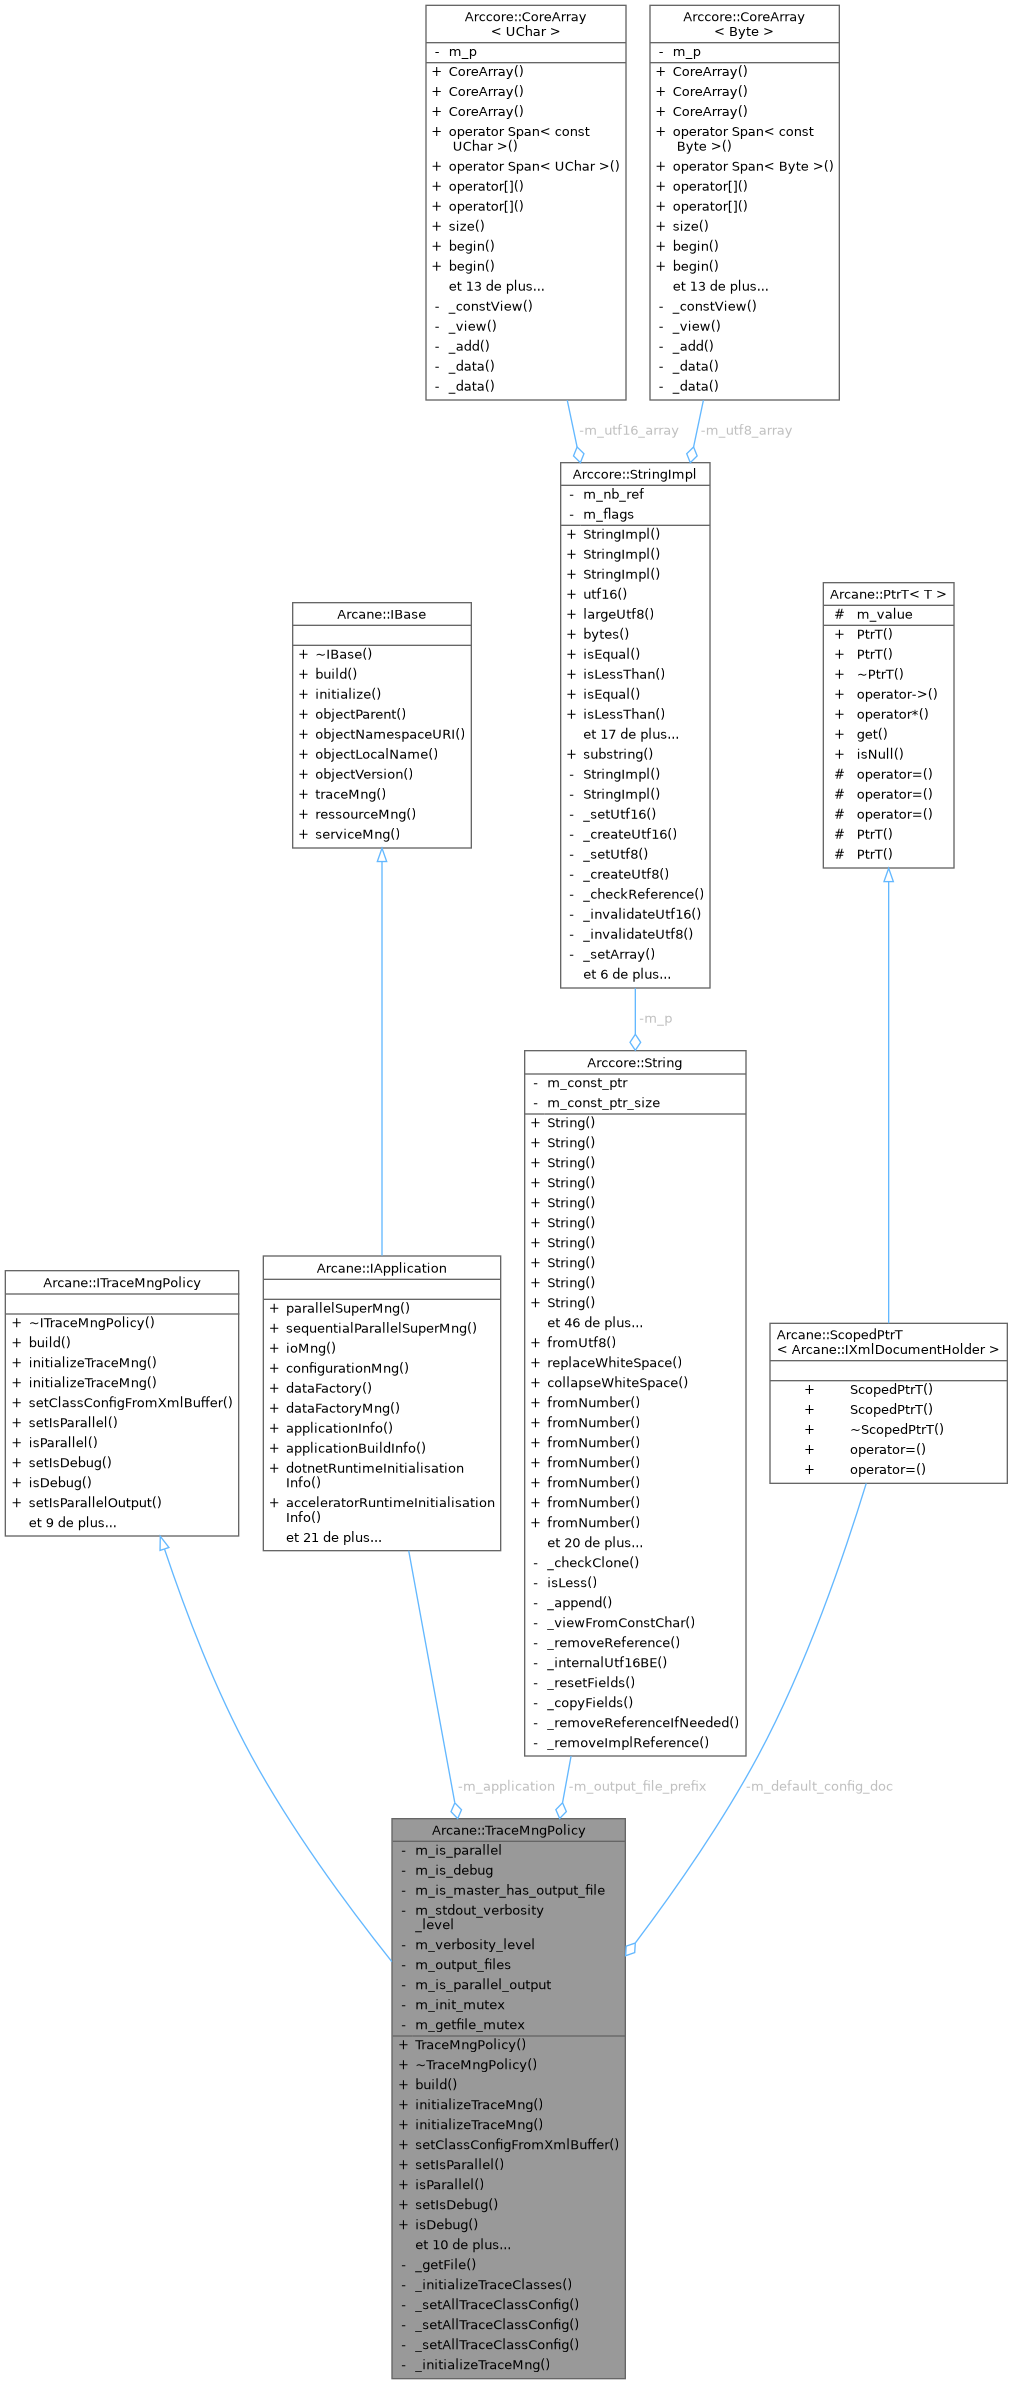 Arccore::CoreArray
< UChar >
- m_p
+ CoreArray()
+ CoreArray()
+ CoreArray()
+ operator Span< const
UChar >()
+ operator Span< UChar >()
+ operator[]()
+ operator[]()
+ size()
+ begin()
+ begin()
et 13 de plus...
- _constView()
- _view()
- _add()
- _data()
- _data()
Arccore::CoreArray
< Byte >
- m_p
+ CoreArray()
+ CoreArray()
+ CoreArray()
+ operator Span< const
Byte >()
+ operator Span< Byte >()
+ operator[]()
+ operator[]()
+ size()
+ begin()
+ begin()
et 13 de plus...
- _constView()
- _view()
- _add()
- _data()
- _data()
-m_utf16_array
-m_utf8_array
Arccore::StringImpl
- m_nb_ref
- m_flags
+ StringImpl()
+ StringImpl()
+ StringImpl()
+ utf16()
+ largeUtf8()
+ bytes()
+ isEqual()
+ isLessThan()
+ isEqual()
+ isLessThan()
et 17 de plus...
+ substring()
- StringImpl()
- StringImpl()
- _setUtf16()
- _createUtf16()
- _setUtf8()
- _createUtf8()
- _checkReference()
- _invalidateUtf16()
- _invalidateUtf8()
- _setArray()
et 6 de plus...
Arcane::IBase
+ ~IBase()
+ build()
+ initialize()
+ objectParent()
+ objectNamespaceURI()
+ objectLocalName()
+ objectVersion()
+ traceMng()
+ ressourceMng()
+ serviceMng()
Arcane::PtrT< T >
# m_value
+ PtrT()
+ PtrT()
+ ~PtrT()
+ operator->()
+ operator*()
+ get()
+ isNull()
# operator=()
# operator=()
# operator=()
# PtrT()
# PtrT()
-m_p
Arccore::String
- m_const_ptr
- m_const_ptr_size
+ String()
+ String()
+ String()
+ String()
+ String()
+ String()
+ String()
+ String()
+ String()
+ String()
et 46 de plus...
+ fromUtf8()
+ replaceWhiteSpace()
+ collapseWhiteSpace()
+ fromNumber()
+ fromNumber()
+ fromNumber()
+ fromNumber()
+ fromNumber()
+ fromNumber()
+ fromNumber()
et 20 de plus...
- _checkClone()
- isLess()
- _append()
- _viewFromConstChar()
- _removeReference()
- _internalUtf16BE()
- _resetFields()
- _copyFields()
- _removeReferenceIfNeeded()
- _removeImplReference()
Arcane::ITraceMngPolicy
+ ~ITraceMngPolicy()
+ build()
+ initializeTraceMng()
+ initializeTraceMng()
+ setClassConfigFromXmlBuffer()
+ setIsParallel()
+ isParallel()
+ setIsDebug()
+ isDebug()
+ setIsParallelOutput()
et 9 de plus...
Arcane::IApplication
+ parallelSuperMng()
+ sequentialParallelSuperMng()
+ ioMng()
+ configurationMng()
+ dataFactory()
+ dataFactoryMng()
+ applicationInfo()
+ applicationBuildInfo()
+ dotnetRuntimeInitialisation
Info()
+ acceleratorRuntimeInitialisation
Info()
et 21 de plus...
Arcane::ScopedPtrT
< Arcane::IXmlDocumentHolder >
+ ScopedPtrT()
+ ScopedPtrT()
+ ~ScopedPtrT()
+ operator=()
+ operator=()
-m_application
-m_output_file_prefix
-m_default_config_doc
Arcane::TraceMngPolicy
- m_is_parallel
- m_is_debug
- m_is_master_has_output_file
- m_stdout_verbosity
_level
- m_verbosity_level
- m_output_files
- m_is_parallel_output
- m_init_mutex
- m_getfile_mutex
+ TraceMngPolicy()
+ ~TraceMngPolicy()
+ build()
+ initializeTraceMng()
+ initializeTraceMng()
+ setClassConfigFromXmlBuffer()
+ setIsParallel()
+ isParallel()
+ setIsDebug()
+ isDebug()
et 10 de plus...
- _getFile()
- _initializeTraceClasses()
- _setAllTraceClassConfig()
- _setAllTraceClassConfig()
- _setAllTraceClassConfig()
- _initializeTraceMng()